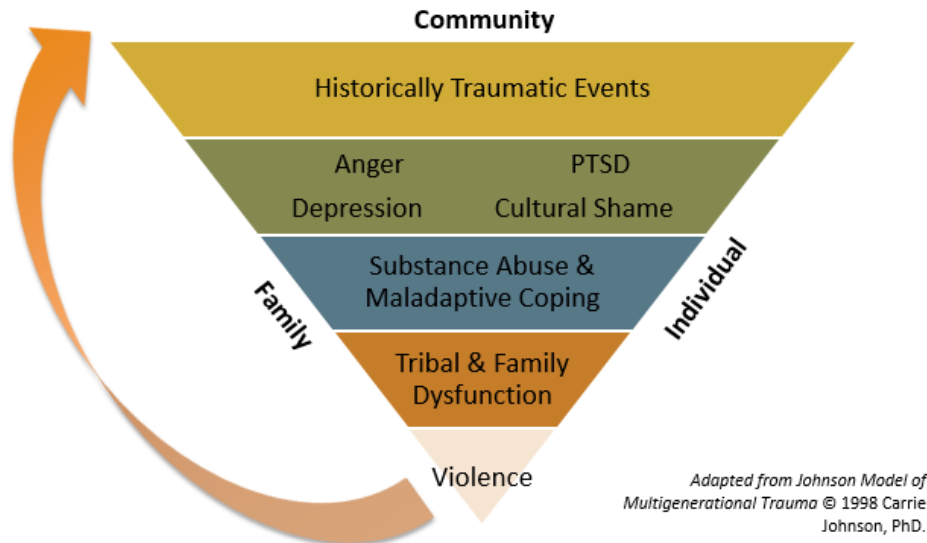 Community
Historically Traumatic Events
Anger PTSD
Depression Cultural Shame
Substance Abuse &
Maladaptive Coping
Family
Individual
Tribal & Family
Dysfunction
Violence
Adapted from Johnson Model of
Multigenerational Trauma © 1998 Carrie
Johnson, PhD.